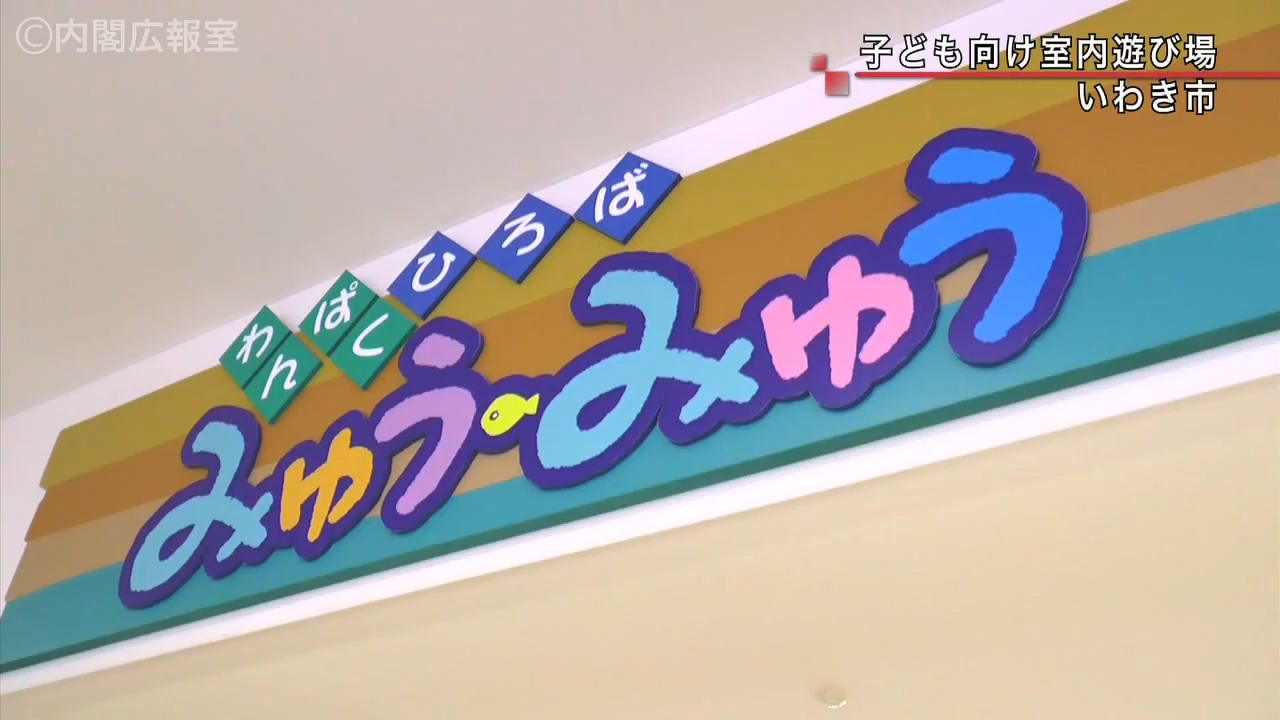 ©内閣広報室
子ども向け室内遊び場
いわき市
わんぱくひろば
みゅう・みゅう